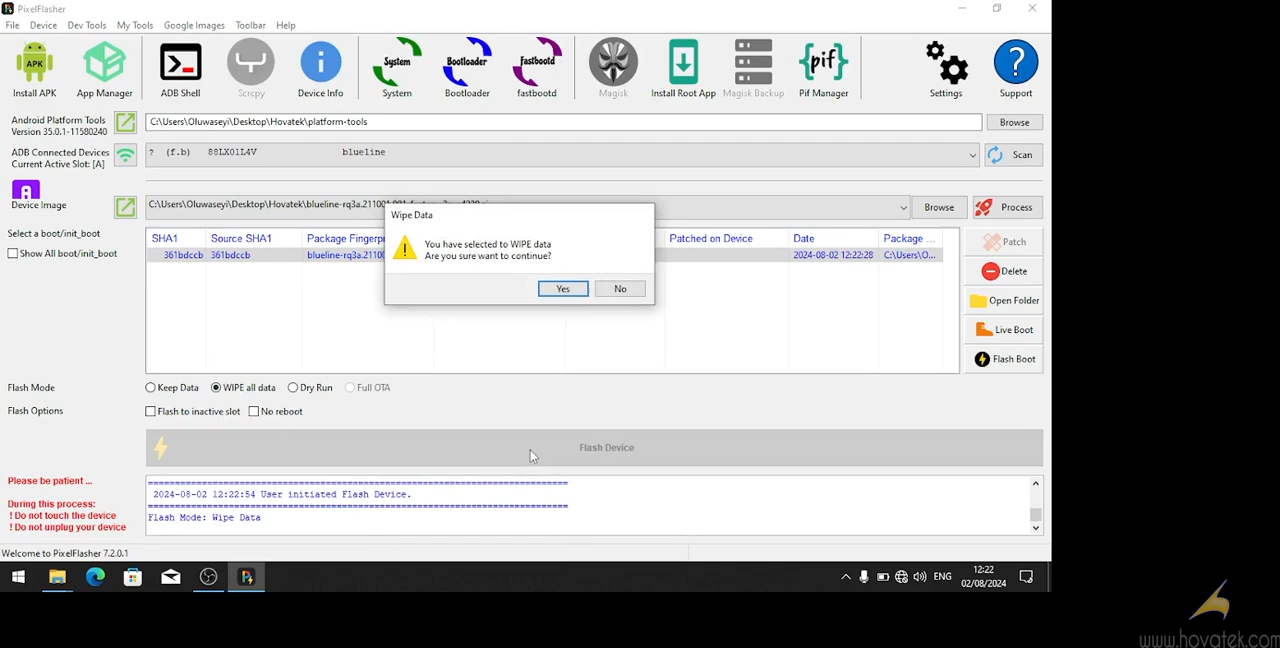 PixelFlasher
File Device Dev Tools My Tools Google Images Toolbar Help
APK
System Bootloader Fastbootd {pif}
Install APK App Manager ADB Shell Scrcpy Device Info System Bootloader fastbootd Magisk Install Root App Magisk Backup Pif Manager Settings Support
Android Platform Tools
Version 35.0.1-11580240
C:\Users\Oluwaseyi\Desktop\Hovatek\platform-tools
Browse
ADB Connected Devices
Current Active Slot: [A]
? (f.b) 88LX01L4V blueline
Scan
Device Image
Browse
Process
Select a boot/init_boot
Show All boot/init_boot
SHA1 Source SHA1 Package Fingerpr Patched on Device Date Package ...
361bdccb 361bdccb 2024-08-02 12:22:28 C:\Users\O...
Wipe Data
You have selected to WIPE data
Are you sure want to continue?
Yes No
Patch
Delete
Open Folder
Live Boot
Flash Boot
Flash Mode Keep Data WIPE all data Dry Run Full OTA
Flash Options Flash to inactive slot No reboot
Flash Device
Please be patient ...
During this process:
! Do not touch the device
! Do not unplug your device
2024-08-02 12:22:54 User initiated Flash Device.
Flash Mode: Wipe Data
Welcome to PixelFlasher 7.2.0.1
ENG
12:22
02/08/2024
www.hovatek.com